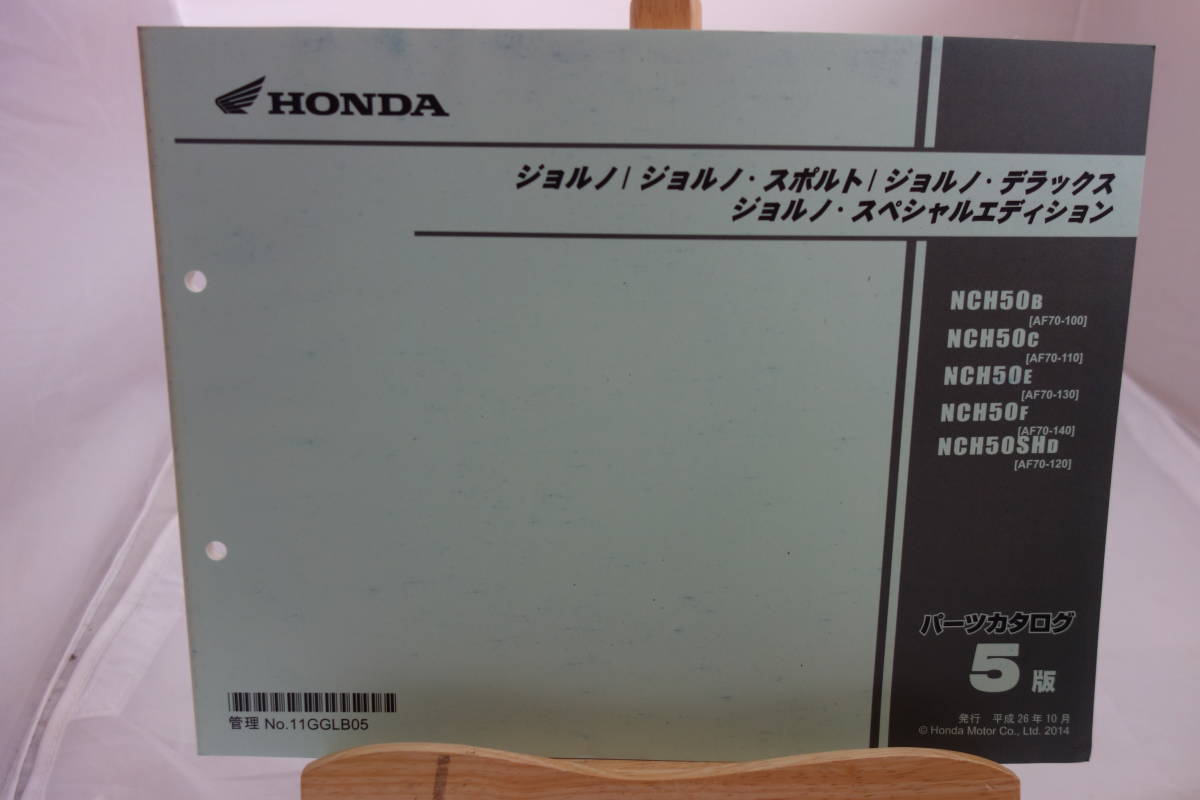 HONDA
ジョルノ/ジョルノ・スポルト/ジョルノ・デラックス
ジョルノ・スペシャルエディション
NCH50B
[AF70-100]
NCH50C
[AF70-110]
NCH50E
[AF70-130]
NCH50F
[AF70-140]
NCH50SHD
[AF70-120]
パーツカタログ
5版
発行 平成26年10月
© Honda Motor Co., Ltd. 2014
管理 No.11GGLB05